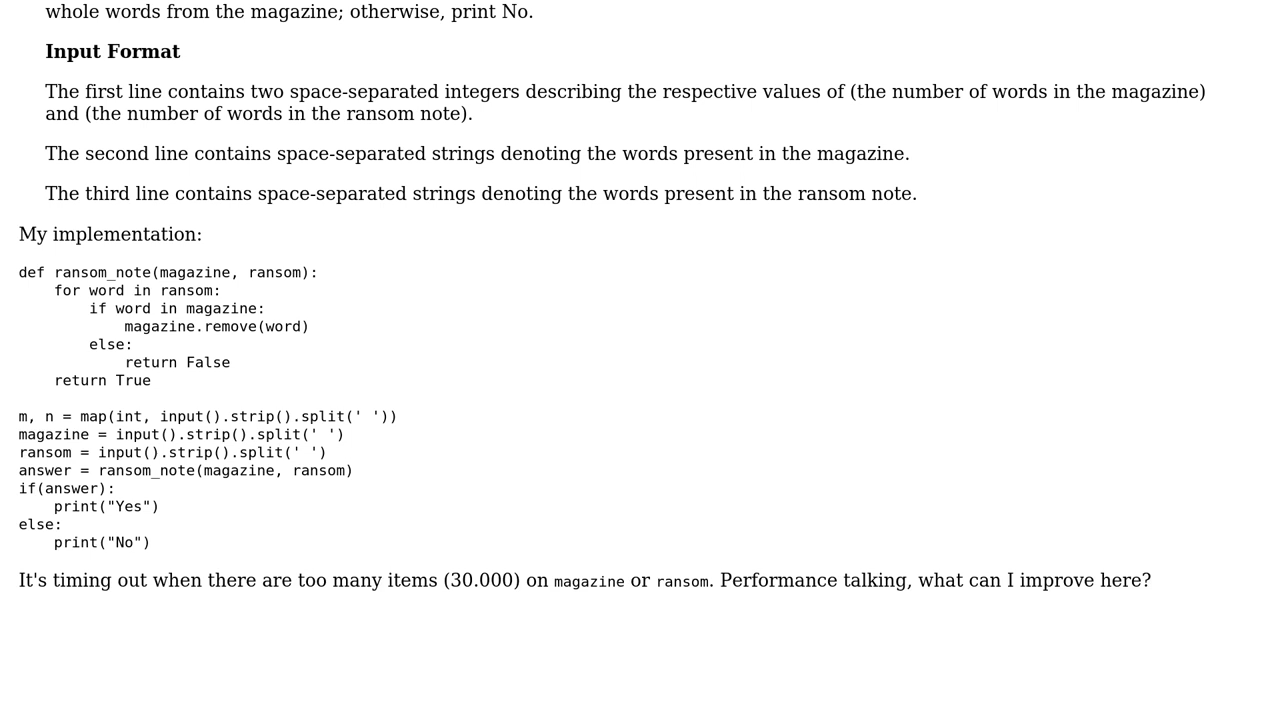 whole words from the magazine; otherwise, print No.
Input Format
The first line contains two space-separated integers describing the respective values of (the number of words in the magazine)
and (the number of words in the ransom note).
The second line contains space-separated strings denoting the words present in the magazine.
The third line contains space-separated strings denoting the words present in the ransom note.
My implementation:
def ransom_note(magazine, ransom):
    for word in ransom:
        if word in magazine:
            magazine.remove(word)
        else:
            return False
    return True

m, n = map(int, input().strip().split(' '))
magazine = input().strip().split(' ')
ransom = input().strip().split(' ')
answer = ransom_note(magazine, ransom)
if(answer):
    print("Yes")
else:
    print("No")
It's timing out when there are too many items (30.000) on magazine or ransom. Performance talking, what can I improve here?